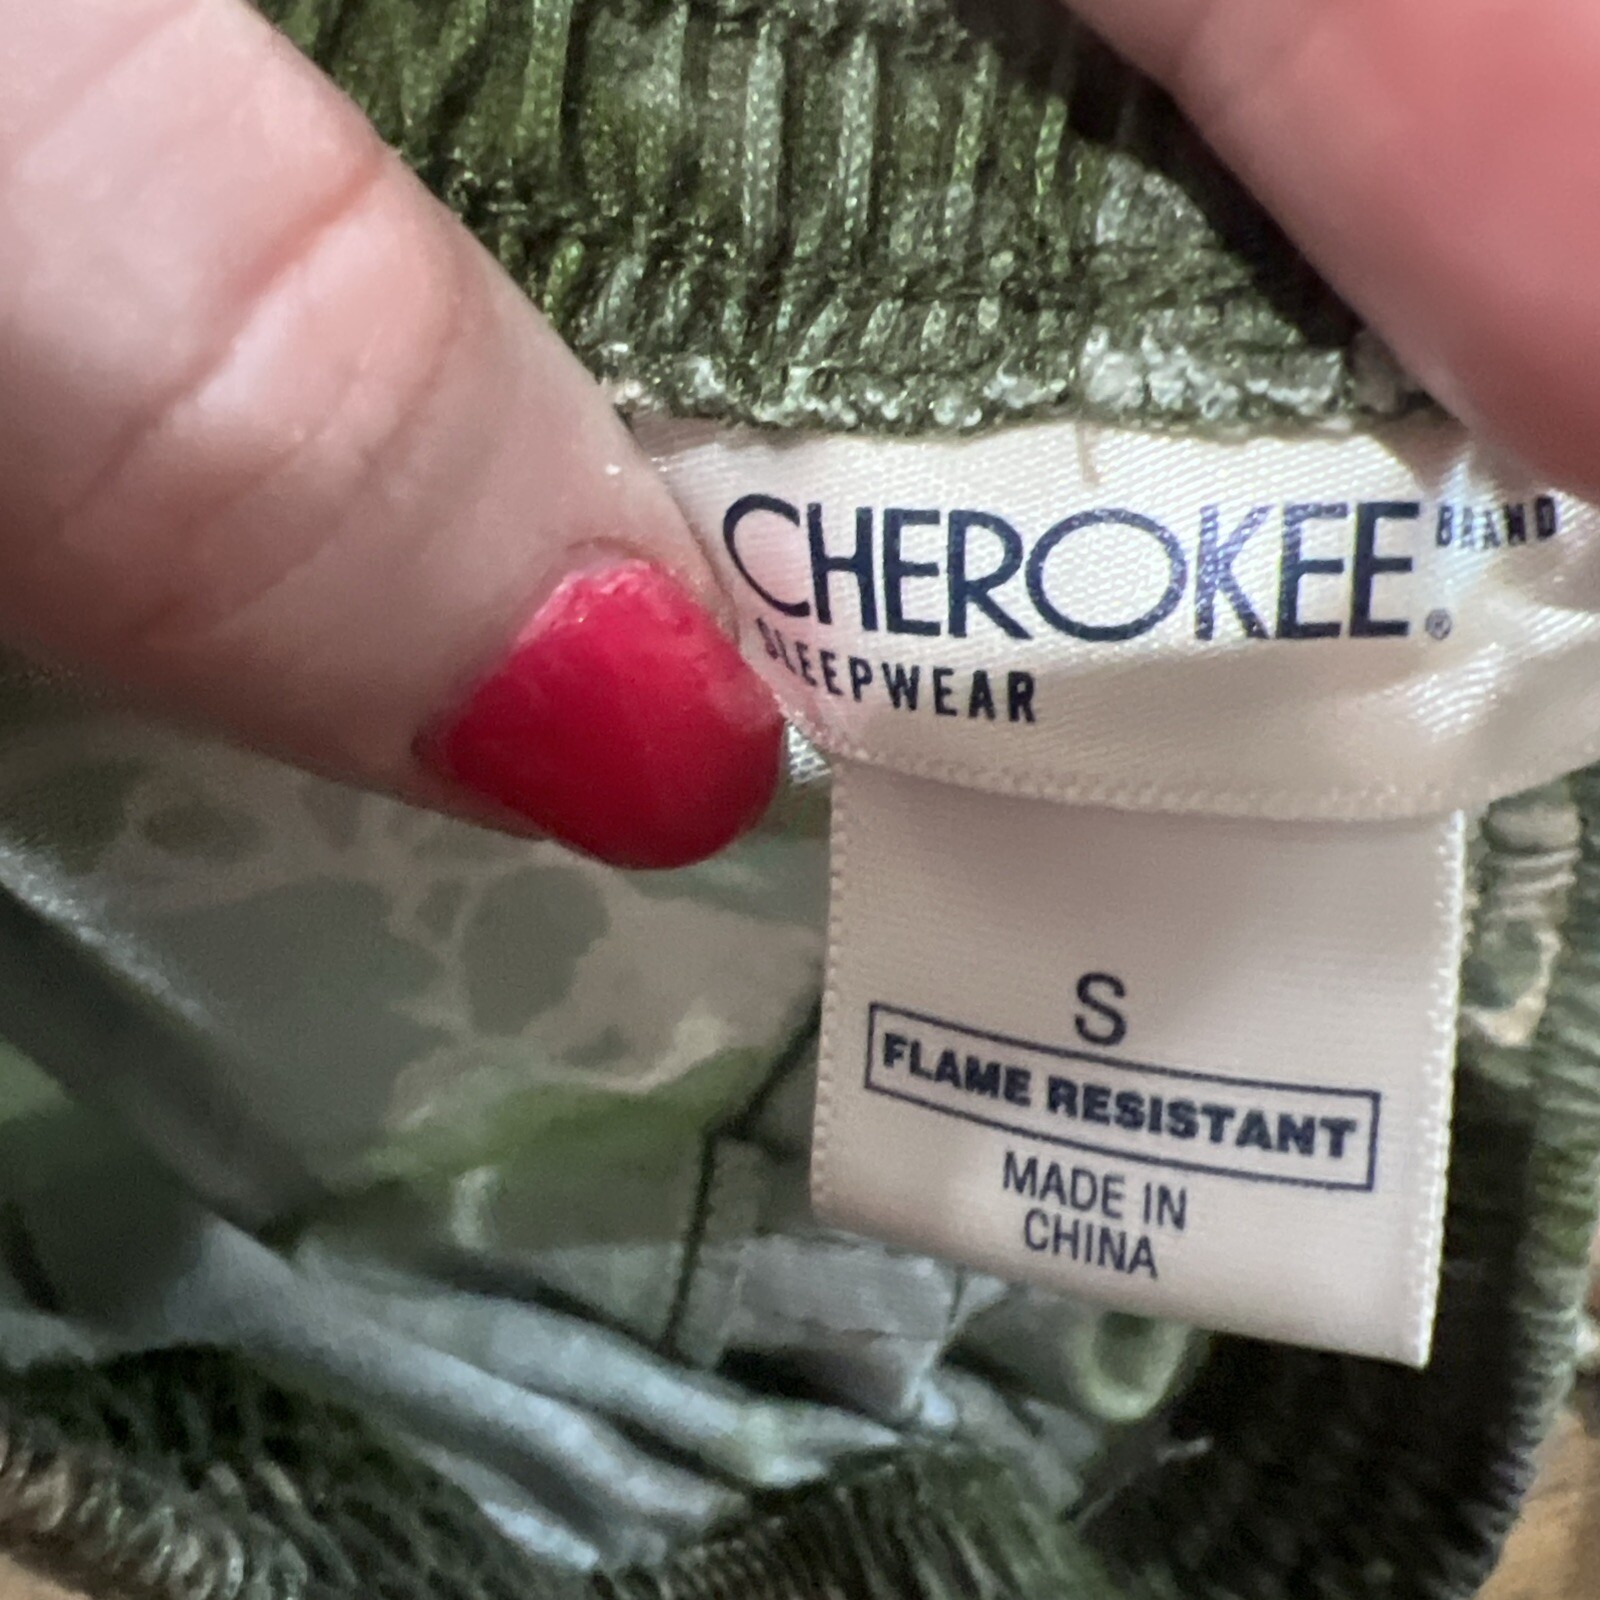 CHEROKEE® BRAND
SLEEPWEAR
S
FLAME RESISTANT
MADE IN
CHINA